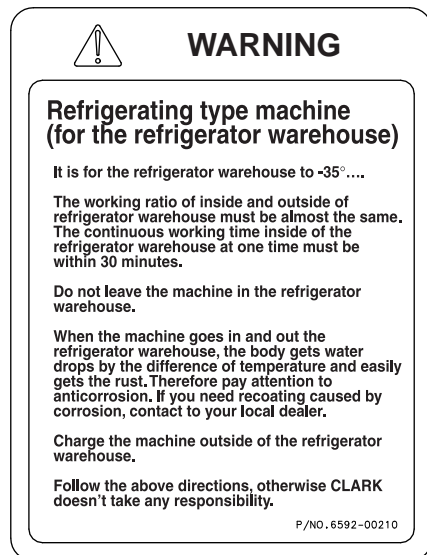 WARNING
Refrigerating type machine
(for the refrigerator warehouse)
It is for the refrigerator warehouse to -35°....
The working ratio of inside and outside of
refrigerator warehouse must be almost the same.
The continuous working time inside of the
refrigerator warehouse at one time must be
within 30 minutes.
Do not leave the machine in the refrigerator
warehouse.
When the machine goes in and out the
refrigerator warehouse, the body gets water
drops by the difference of temperature and easily
gets the rust. Therefore pay attention to
anticorrosion. If you need recoating caused by
corrosion, contact to your local dealer.
Charge the machine outside of the refrigerator
warehouse.
Follow the above directions, otherwise CLARK
doesn't take any responsibility.
P/NO.6592-00210